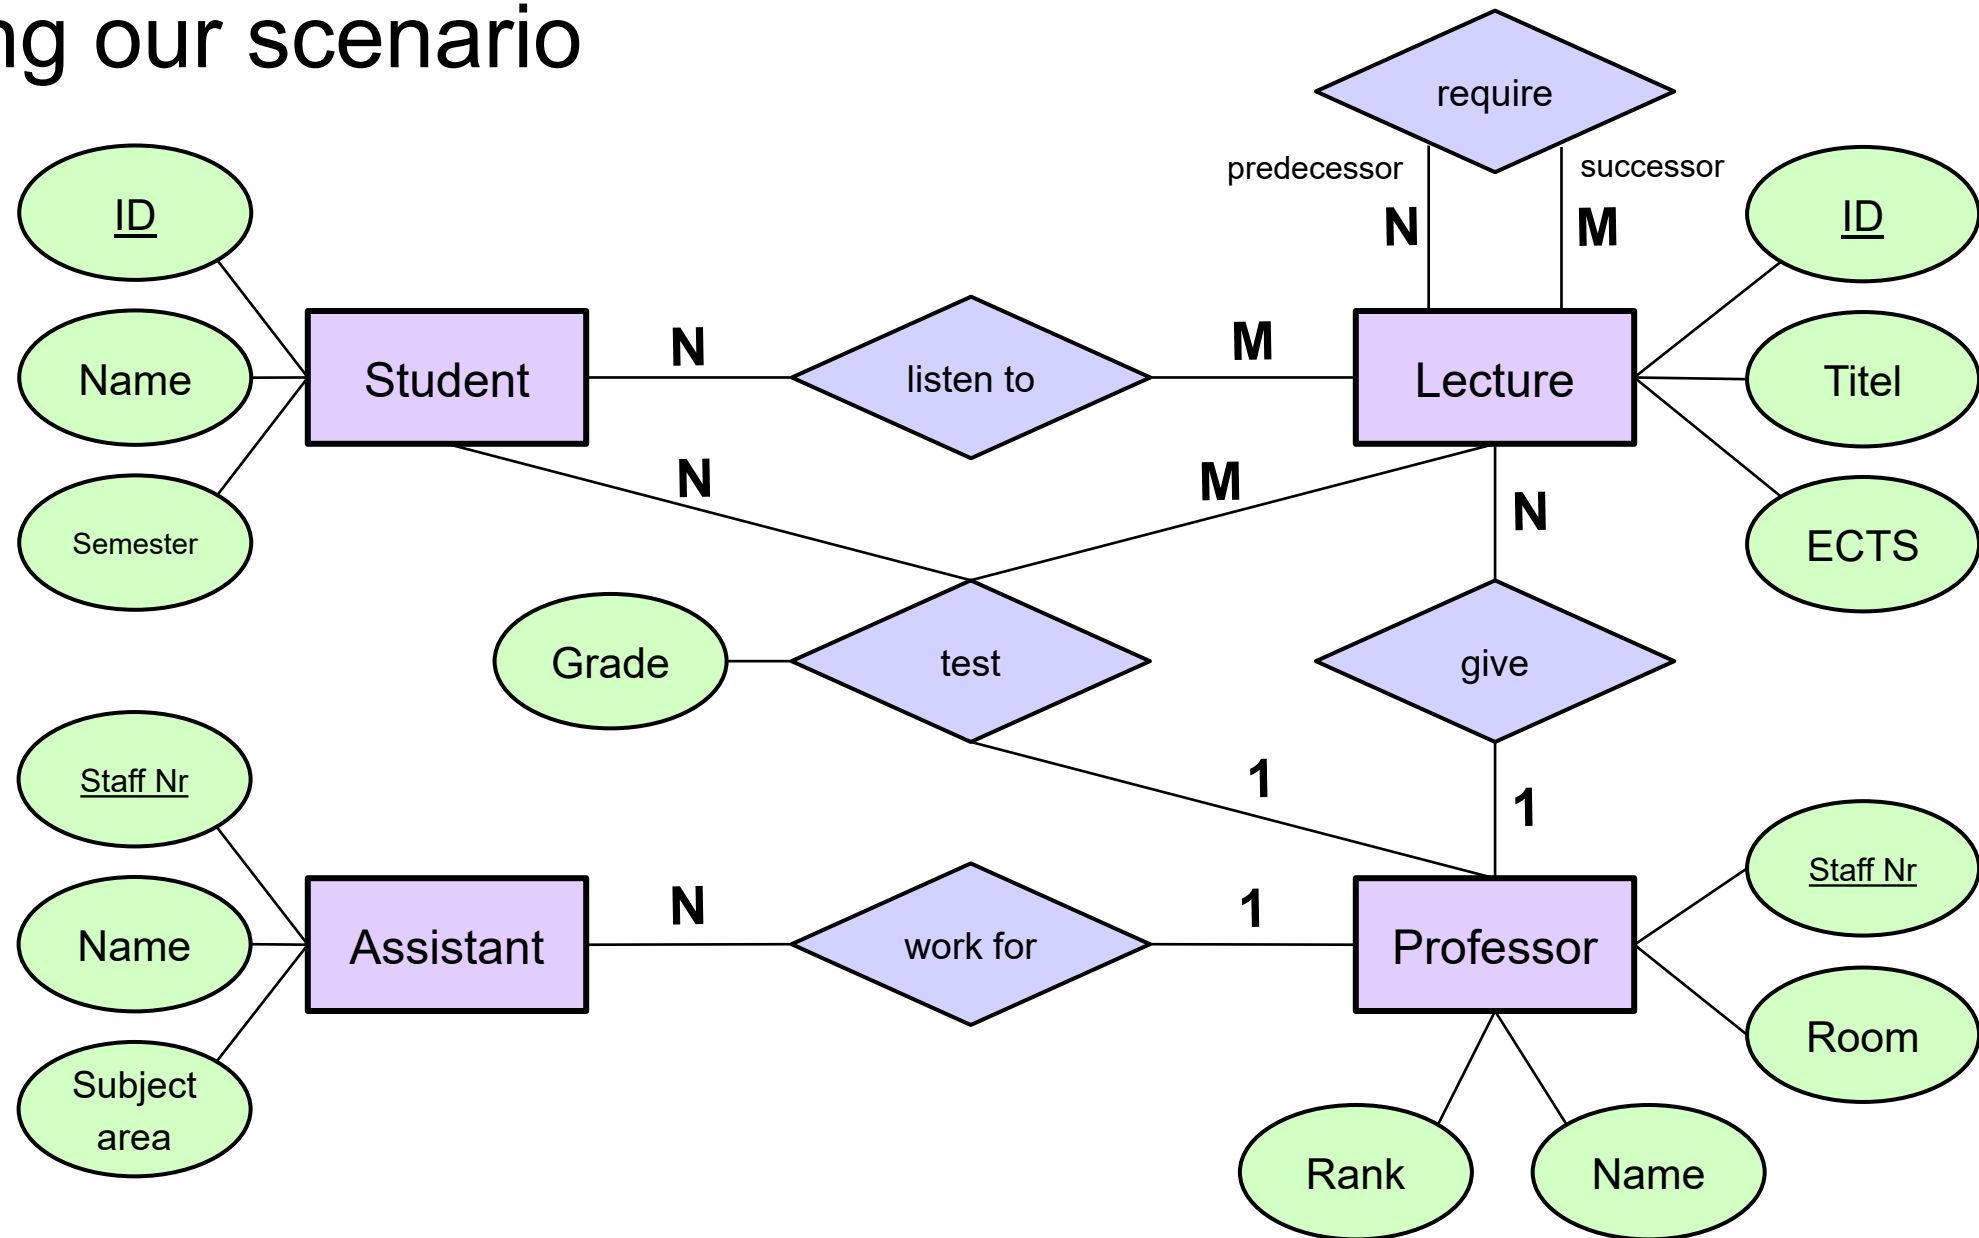 ng our scenario
require
predecessor
successor
N
M
ID
ID
Name
Student
N
listen to
M
Lecture
Titel
Semester
N
M
N
ECTS
Grade
test
give
Staff Nr
1
1
Staff Nr
Name
Assistant
N
work for
1
Professor
Room
Subject
area
Rank
Name